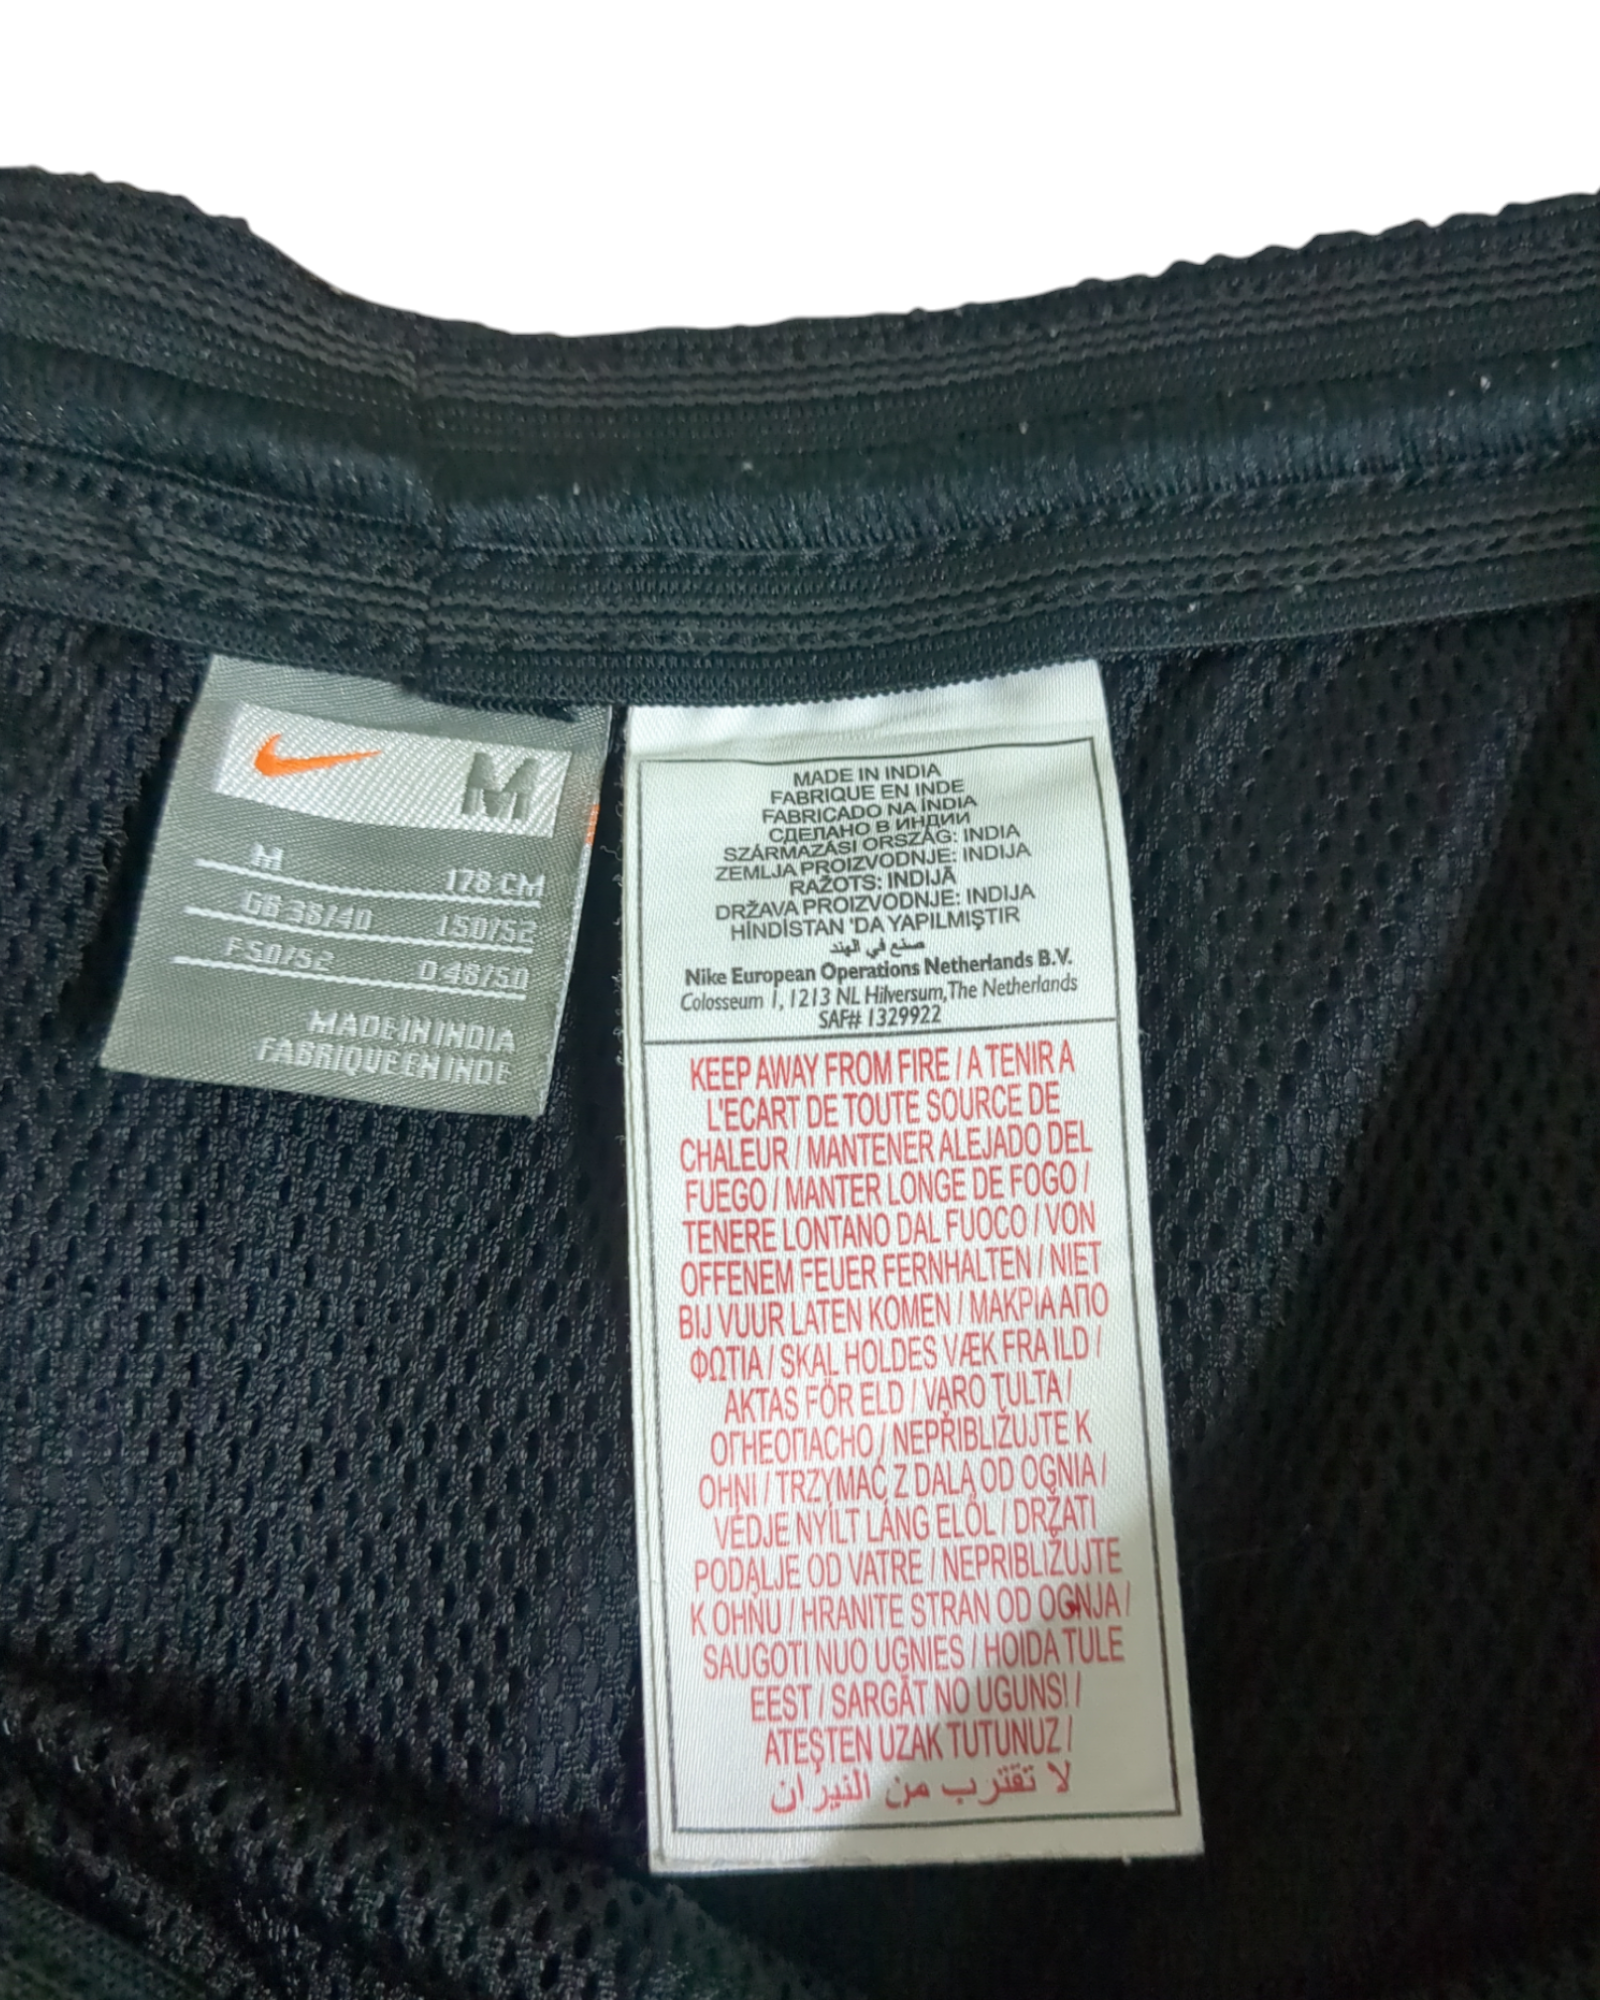 M
M 178 CM
GB 38/40 I 50/52
F 50/52 D 48/50
MADE IN INDIA
FABRIQUE EN INDE
MADE IN INDIA
FABRIQUE EN INDE
FABRICADO NA ÍNDIA
СДЕЛАНО В ИНДИИ
SZÁRMAZÁSI ORSZÁG: INDIA
ZEMLJA PROIZVODNJE: INDIJA
RAŽOTS: INDIJĀ
DRŽAVA PROIZVODNJE: INDIJA
HİNDİSTAN 'DA YAPILMIŞTIR
صنع في الهند
Nike European Operations Netherlands B.V.
Colosseum 1, 1213 NL Hilversum, The Netherlands
SAF# 1329922
KEEP AWAY FROM FIRE / A TENIR A
L'ECART DE TOUTE SOURCE DE
CHALEUR / MANTENER ALEJADO DEL
FUEGO / MANTER LONGE DE FOGO /
TENERE LONTANO DAL FUOCO / VON
OFFENEM FEUER FERNHALTEN / NIET
BIJ VUUR LATEN KOMEN / ΜΑΚΡiΑ ΑΠΟ
ΦΩΤΙΑ / SKAL HOLDES VÆK FRA ILD /
AKTAS FÖR ELD / VARO TULTA /
ОГНЕОПАСНО / NEPŘIBLIŽUJTE K
OHNI / TRZYMAĆ Z DALA OD OGNIA /
VÉDJE NYÍLT LÁNG ELŐL / DRŽATI
PODALJE OD VATRE / NEPRIBLIŽUJTE
K OHŇU / HRANITE STRAN OD OGNJA /
SAUGOTI NUO UGNIES / HOIDA TULE
EEST / SARGĀT NO UGUNS! /
ATEŞTEN UZAK TUTUNUZ /
لا تقترب من النيران